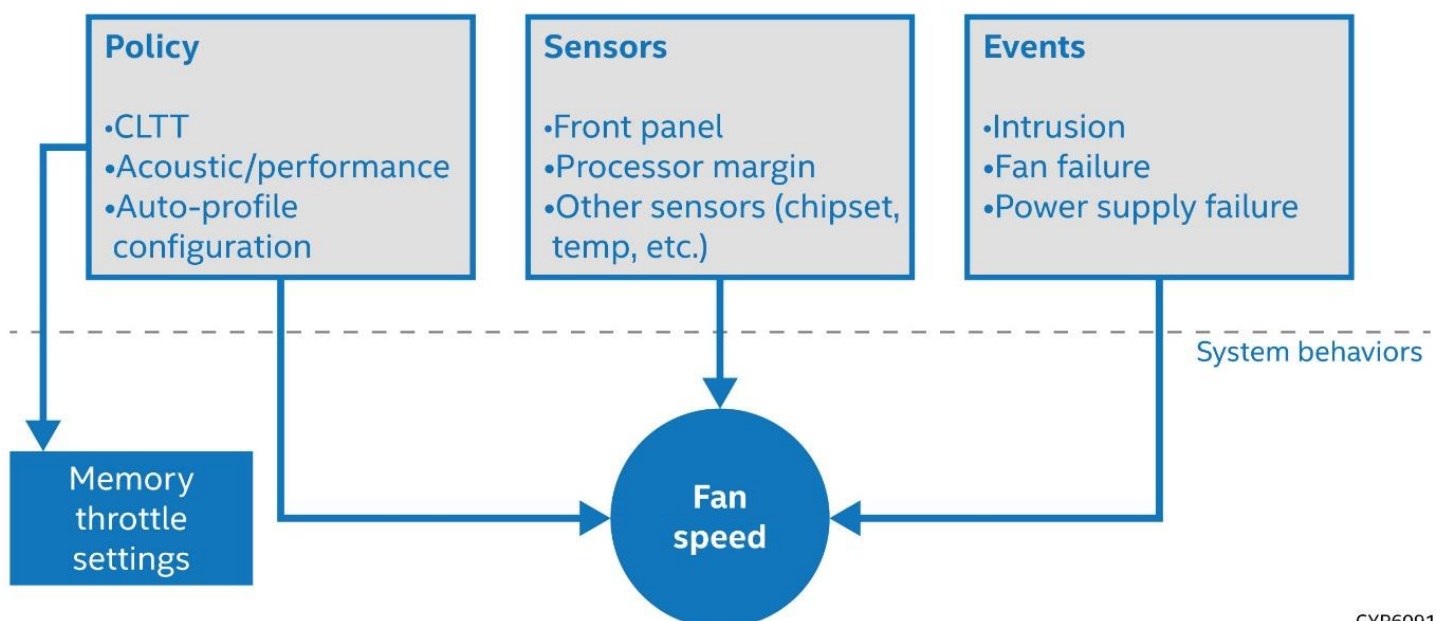 Policy
•CLTT
•Acoustic/performance
•Auto-profile
configuration
Sensors
•Front panel
•Processor margin
•Other sensors (chipset,
temp, etc.)
Events
•Intrusion
•Fan failure
•Power supply failure
System behaviors
Memory
throttle
settings
Fan
speed